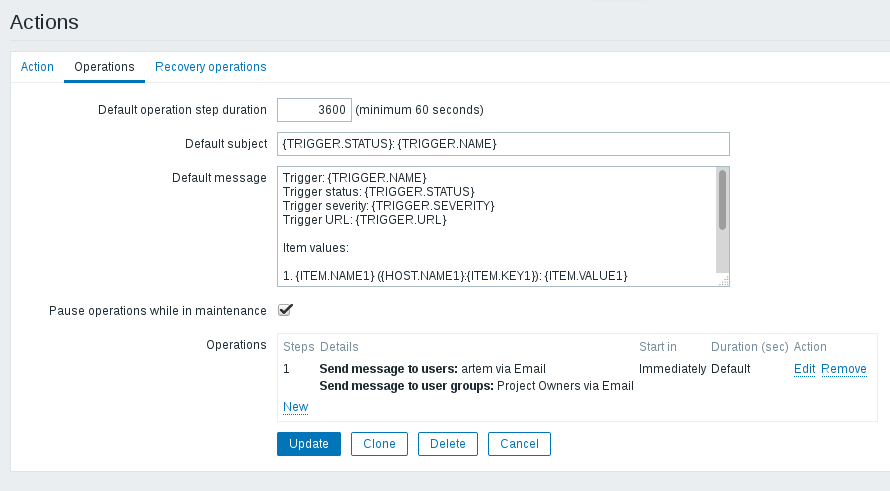 Actions
Action Operations Recovery operations
Default operation step duration 3600 (minimum 60 seconds)
Default subject {TRIGGER.STATUS}: {TRIGGER.NAME}
Default message Trigger: {TRIGGER.NAME}
Trigger status: {TRIGGER.STATUS}
Trigger severity: {TRIGGER.SEVERITY}
Trigger URL: {TRIGGER.URL}
Item values:
1. {ITEM.NAME1} ({HOST.NAME1}:{ITEM.KEY1}): {ITEM.VALUE1}
Pause operations while in maintenance
Operations Steps Details Start in Duration (sec) Action
1 Send message to users: artem via Email Immediately Default Edit Remove
Send message to user groups: Project Owners via Email
New
Update Clone Delete Cancel